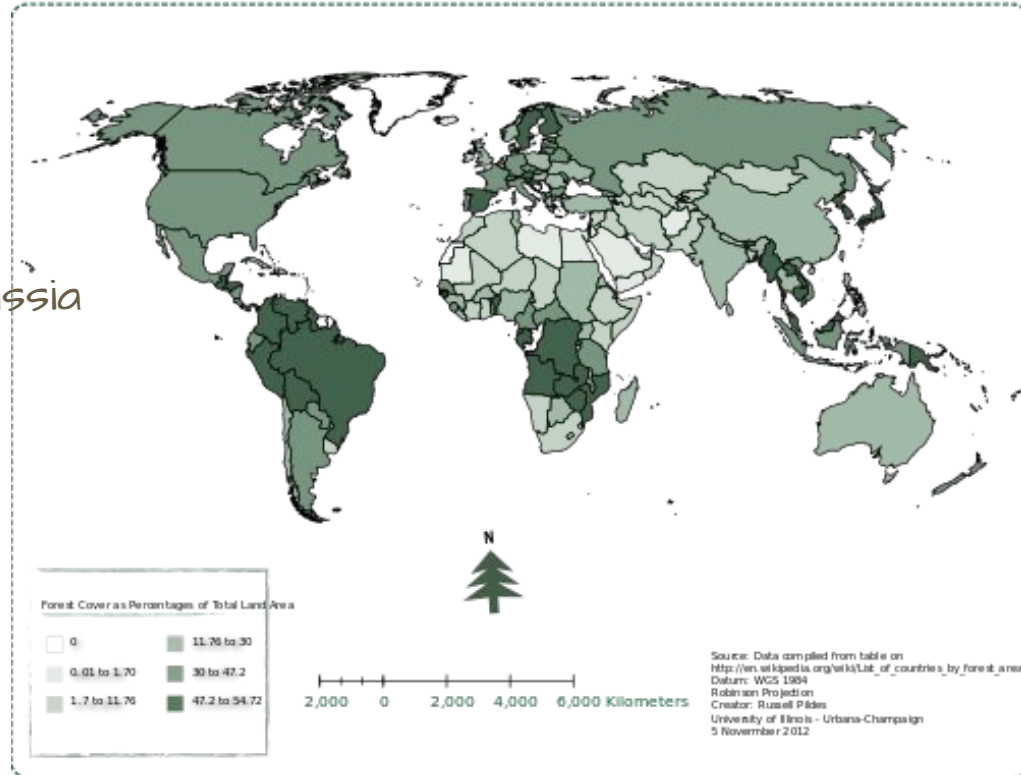 ssia
N
Forest Cover as Percentages of Total Land Area
0
11.76 to 30
0.01 to 1.70
30 to 47.2
1.7 to 11.76
47.2 to 54.72
2,000 0 2,000 4,000 6,000 Kilometers
Source: Data compiled from table on
http://en.wikipedia.org/wiki/List_of_countries_by_forest_area
Datum: WGS 1984
Robinson Projection
Creator: Russell Pildes
University of Illinois - Urbana-Champaign
5 Novermber 2012